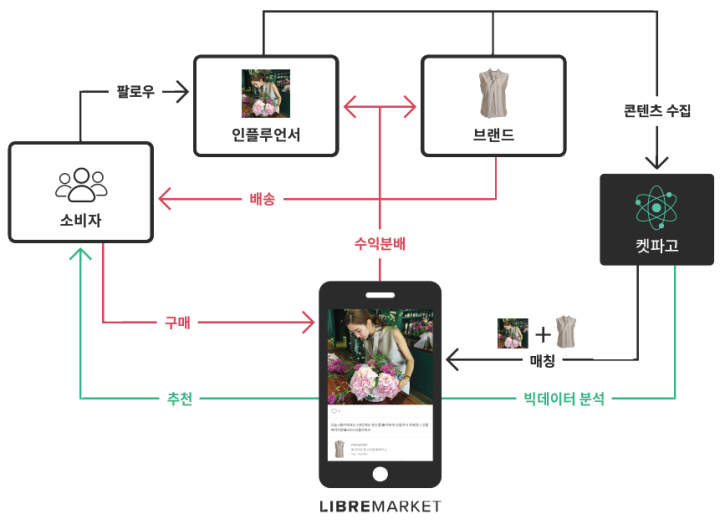 팔로우
인플루언서
브랜드
콘텐츠 수집
소비자
배송
켓파고
수익분배
구매
매칭
추천
빅데이터 분석
LIBREMARKET